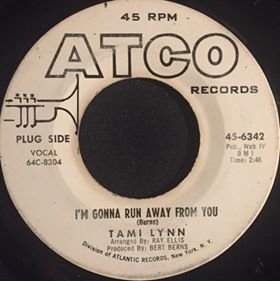 45 RPM
ATCO
RECORDS
PLUG SIDE
VOCAL
64C-8304
45-6342
Pub., Web IV
BMI
Time: 2:45
I'M GONNA RUN AWAY FROM YOU
(Burns)
TAMI LYNN
Arranged By: RAY ELLIS
Produced By: BERT BERNS
Division of ATLANTIC RECORDS, New York, N. Y.